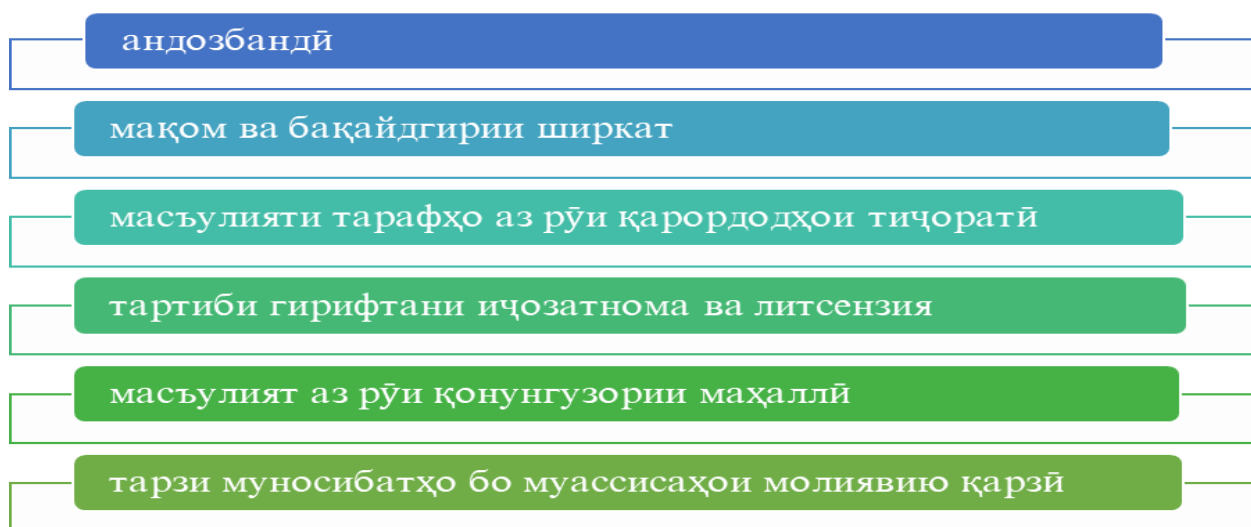 андозбандӣ
мақом ва бақайдгирии ширкат
масъулияти тарафҳо аз рӯи қарордодҳои тиҷоратӣ
тартиби гирифтани иҷозатнома ва литсензия
масъулият аз рӯи қонунгузории маҳаллӣ
тарзи муносибатҳо бо муассисаҳои молиявию қарзӣ